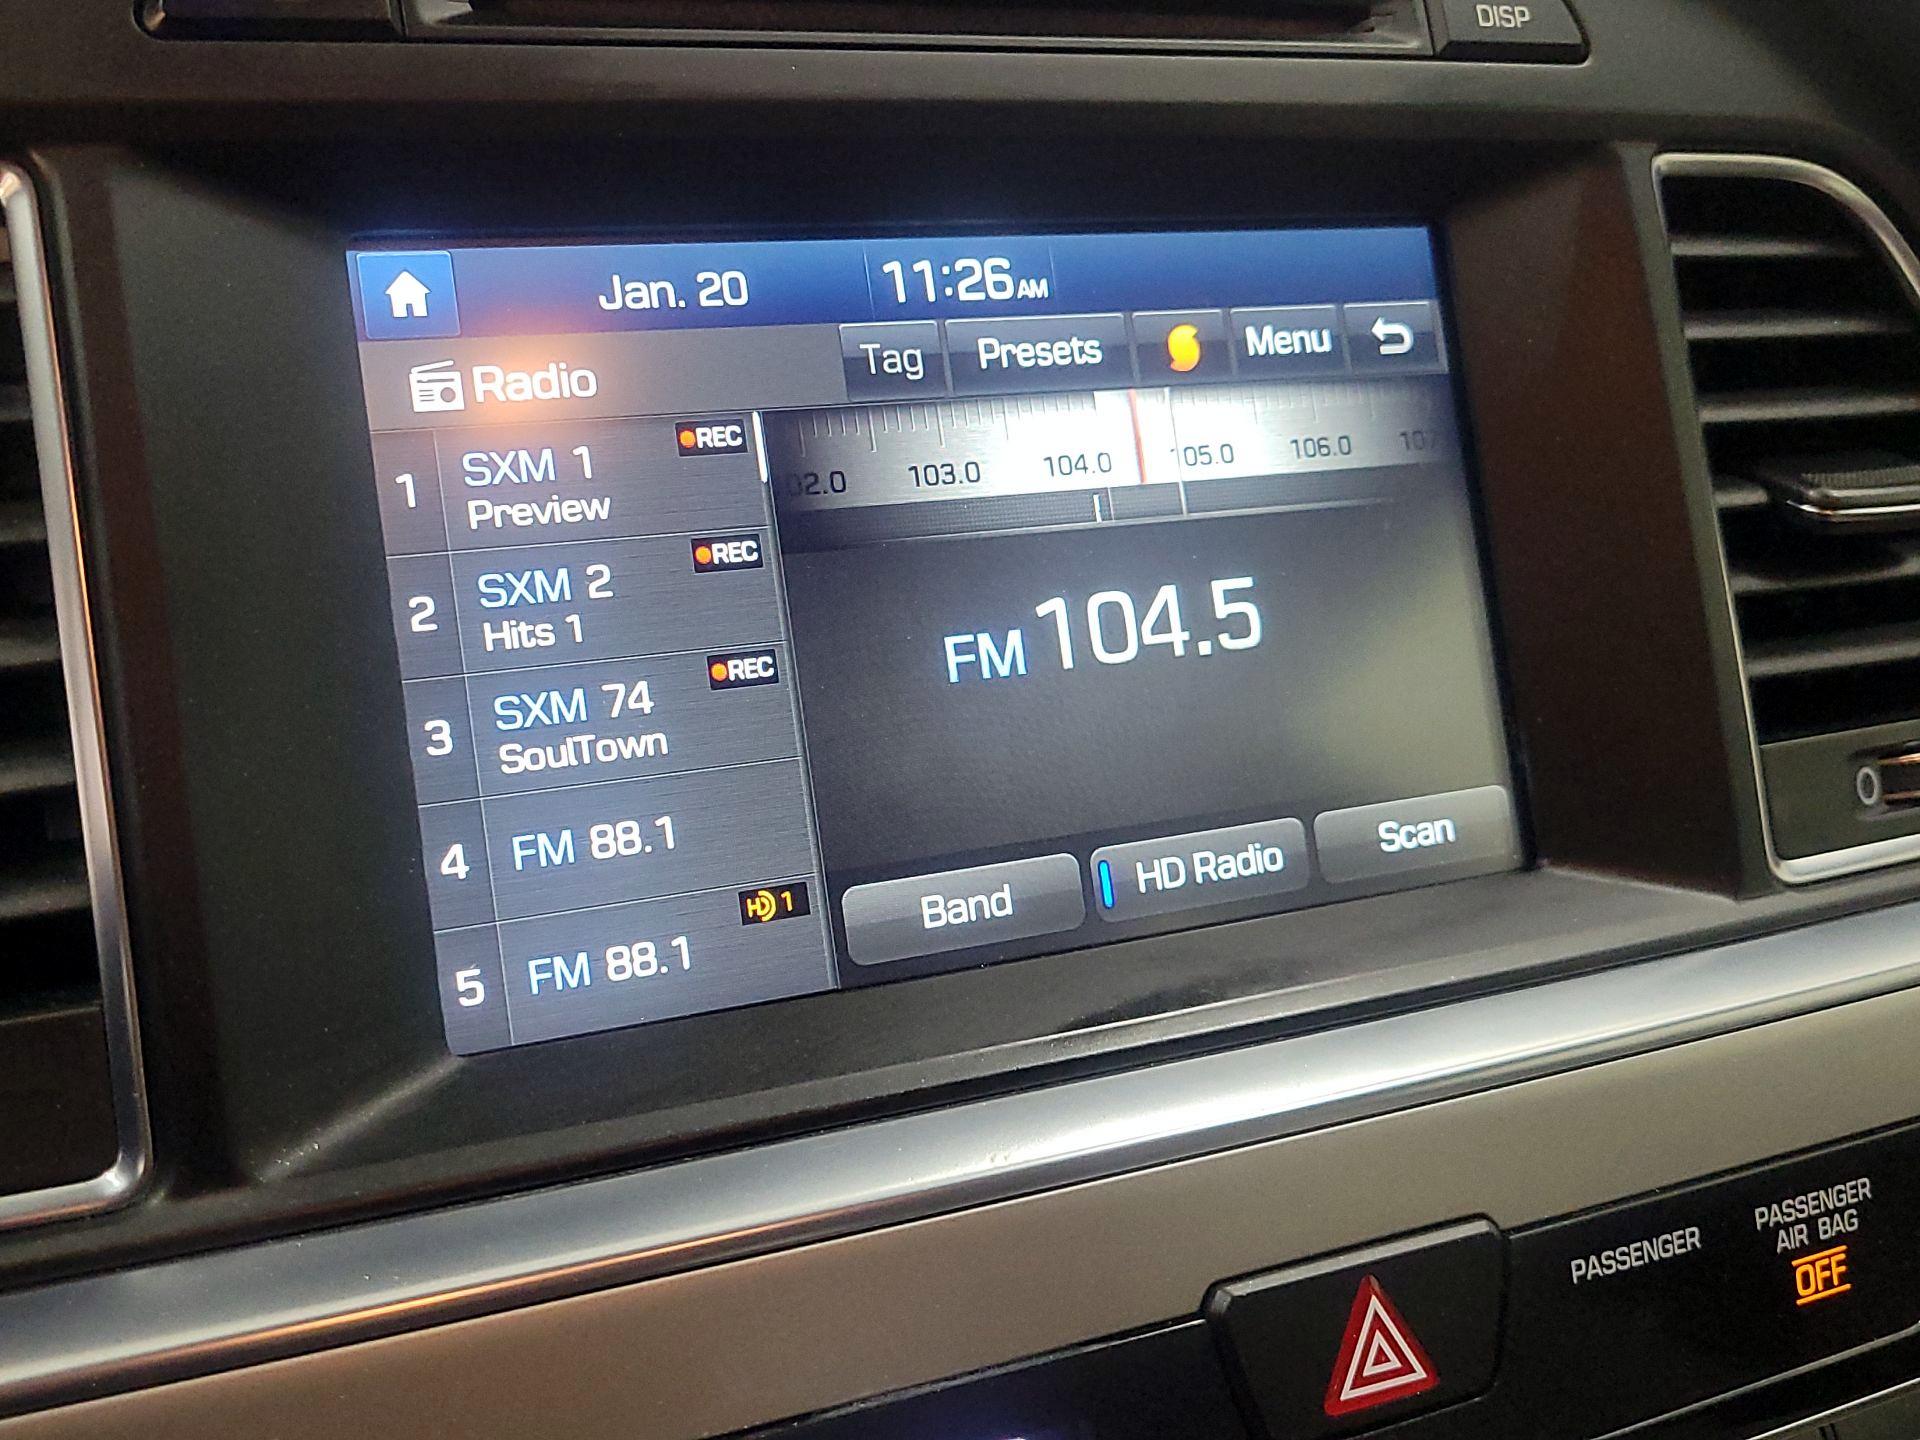 DISP
Jan. 20
11:26AM
Radio
Tag
Presets
Menu
1
SXM 1
REC
Preview
2
SXM 2
REC
Hits 1
3
SXM 74
REC
SoulTown
4
FM 88.1
5
FM 88.1
HD 1
103.0
104.0
105.0
106.0
FM 104.5
Band
HD Radio
Scan
PASSENGER
PASSENGER
AIR BAG
OFF